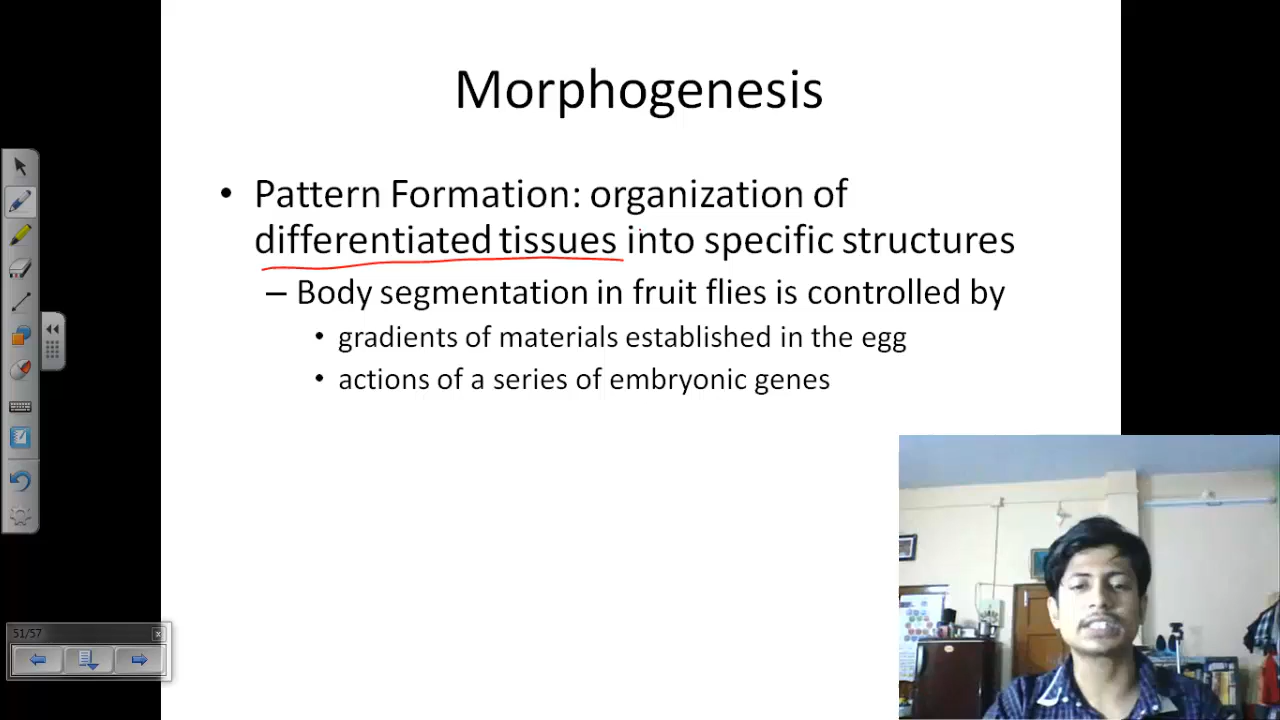 Morphogenesis
• Pattern Formation: organization of
differentiated tissues into specific structures
– Body segmentation in fruit flies is controlled by
• gradients of materials established in the egg
• actions of a series of embryonic genes
51/57